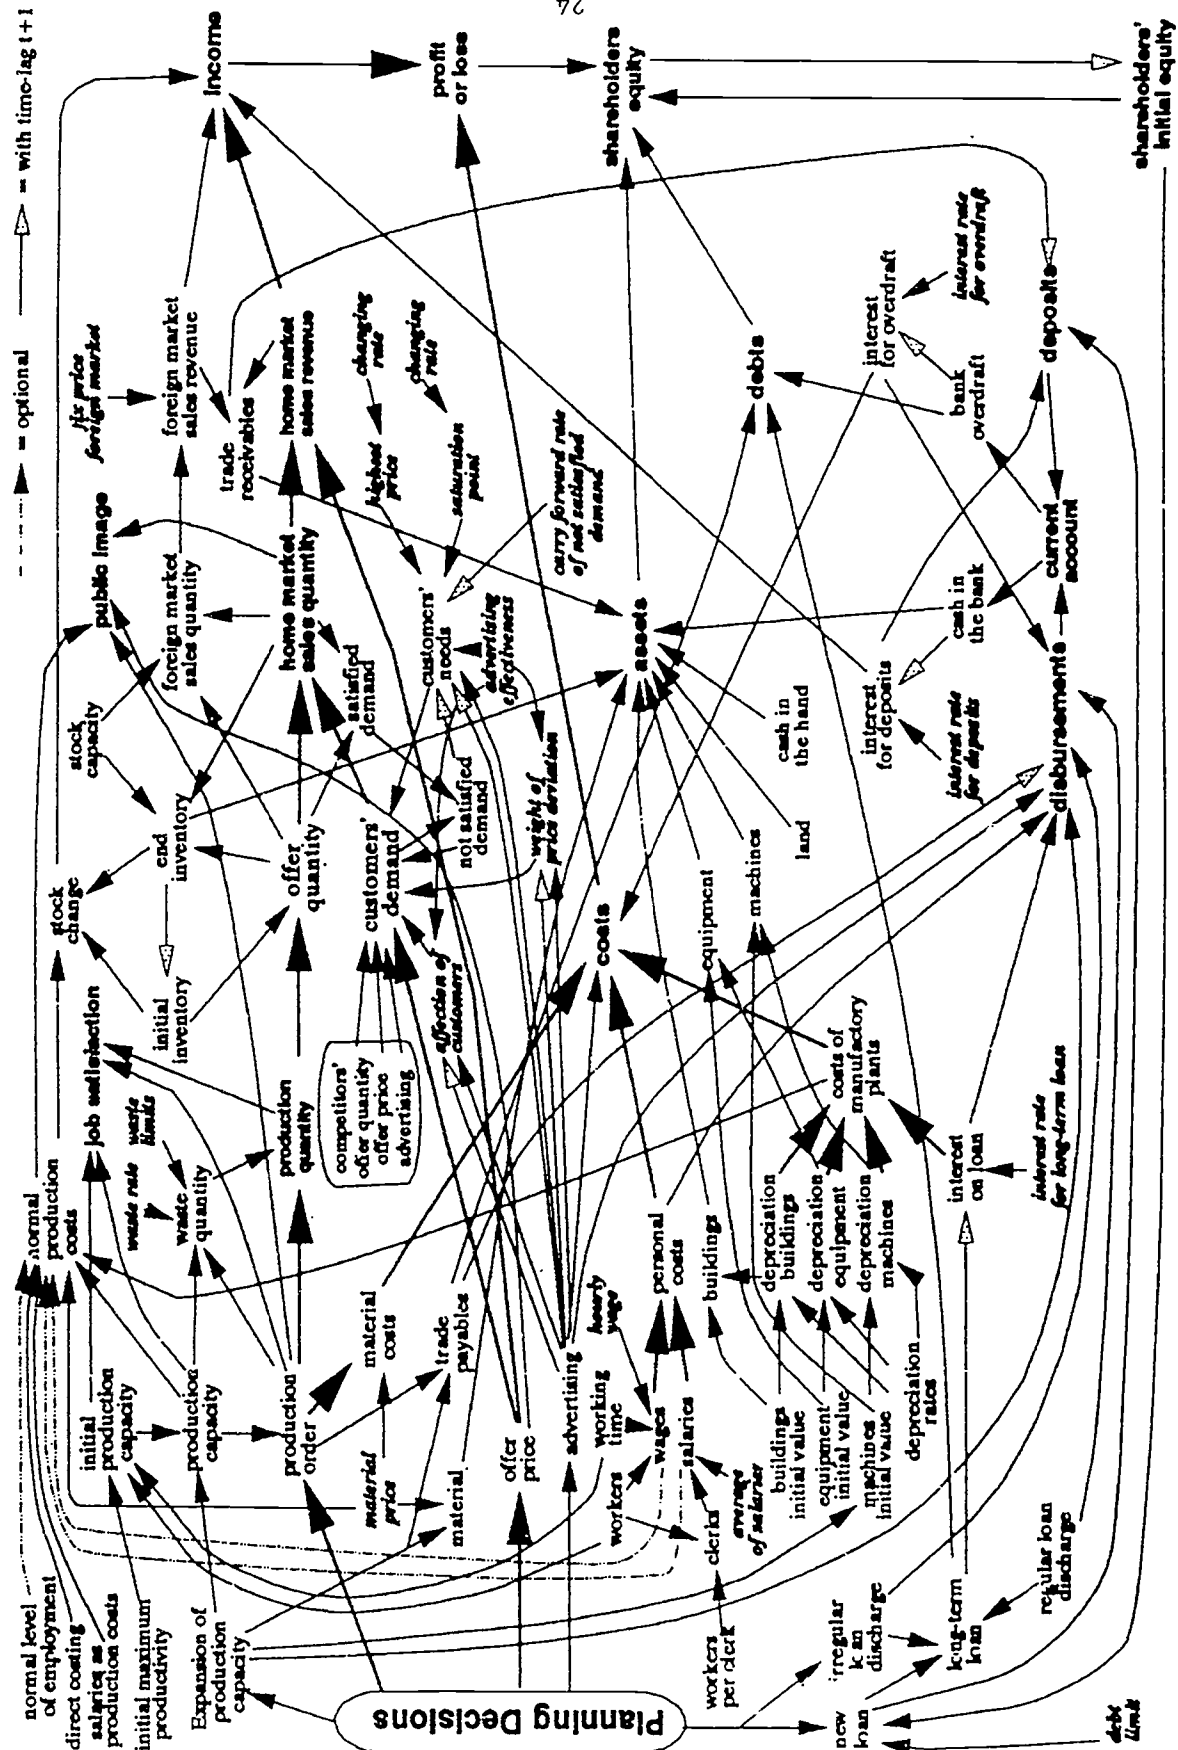 24
- - -▶ = optional
= with time-lag t+1
Planning Decisions
normal level
of employment
direct costing
salaries as
production costs
initial maximum
productivity
Expansion of
production
capacity
workers
per clerk
irregular
loan
discharge
new
loan
debt
limit
long-term
loan
regular loan
discharge
normal
production
costs
initial
production
capacity
production
capacity
production
order
material
price
material
material
costs
trade
payables
offer
price
advertising
working
time
hourly
wage
workers
wages
clerks
salaries
average
of salaries
personal
costs
buildings
buildings
initial value
equipment
initial value
machines
initial value
depreciation
rates
depreciation
buildings
depreciation
equipment
depreciation
machines
costs of
manufactory
plants
interest
on loan
interest rate
for long-term loan
job satisfaction
waste rate
by
waste
limits
waste
quantity
production
quantity
competitors'
offer quantity
offer price
advertising
affection of
customers
stock
change
initial
inventory
end
inventory
stock
capacity
offer
quantity
customers'
demand
not satisfied
demand
satisfied
demand
weight of
price deviation
advertising
effectiveness
customers'
needs
costs
equipment
machines
land
cash in
the hand
assets
public image
foreign market
sales quantity
home market
sales quantity
fix price
foreign market
foreign market
sales revenue
trade
receivables
home market
sales revenue
highest
price
changing
rate
saturation
point
changing
rate
carry forward rate
of not satisfied
demand
debts
interest
for deposits
interest rate
for deposits
cash in
the bank
disbursements
current
account
bank
overdraft
interest
for overdraft
interest rate
for overdraft
deposits
income
profit
or loss
shareholders
equity
shareholders'
initial equity